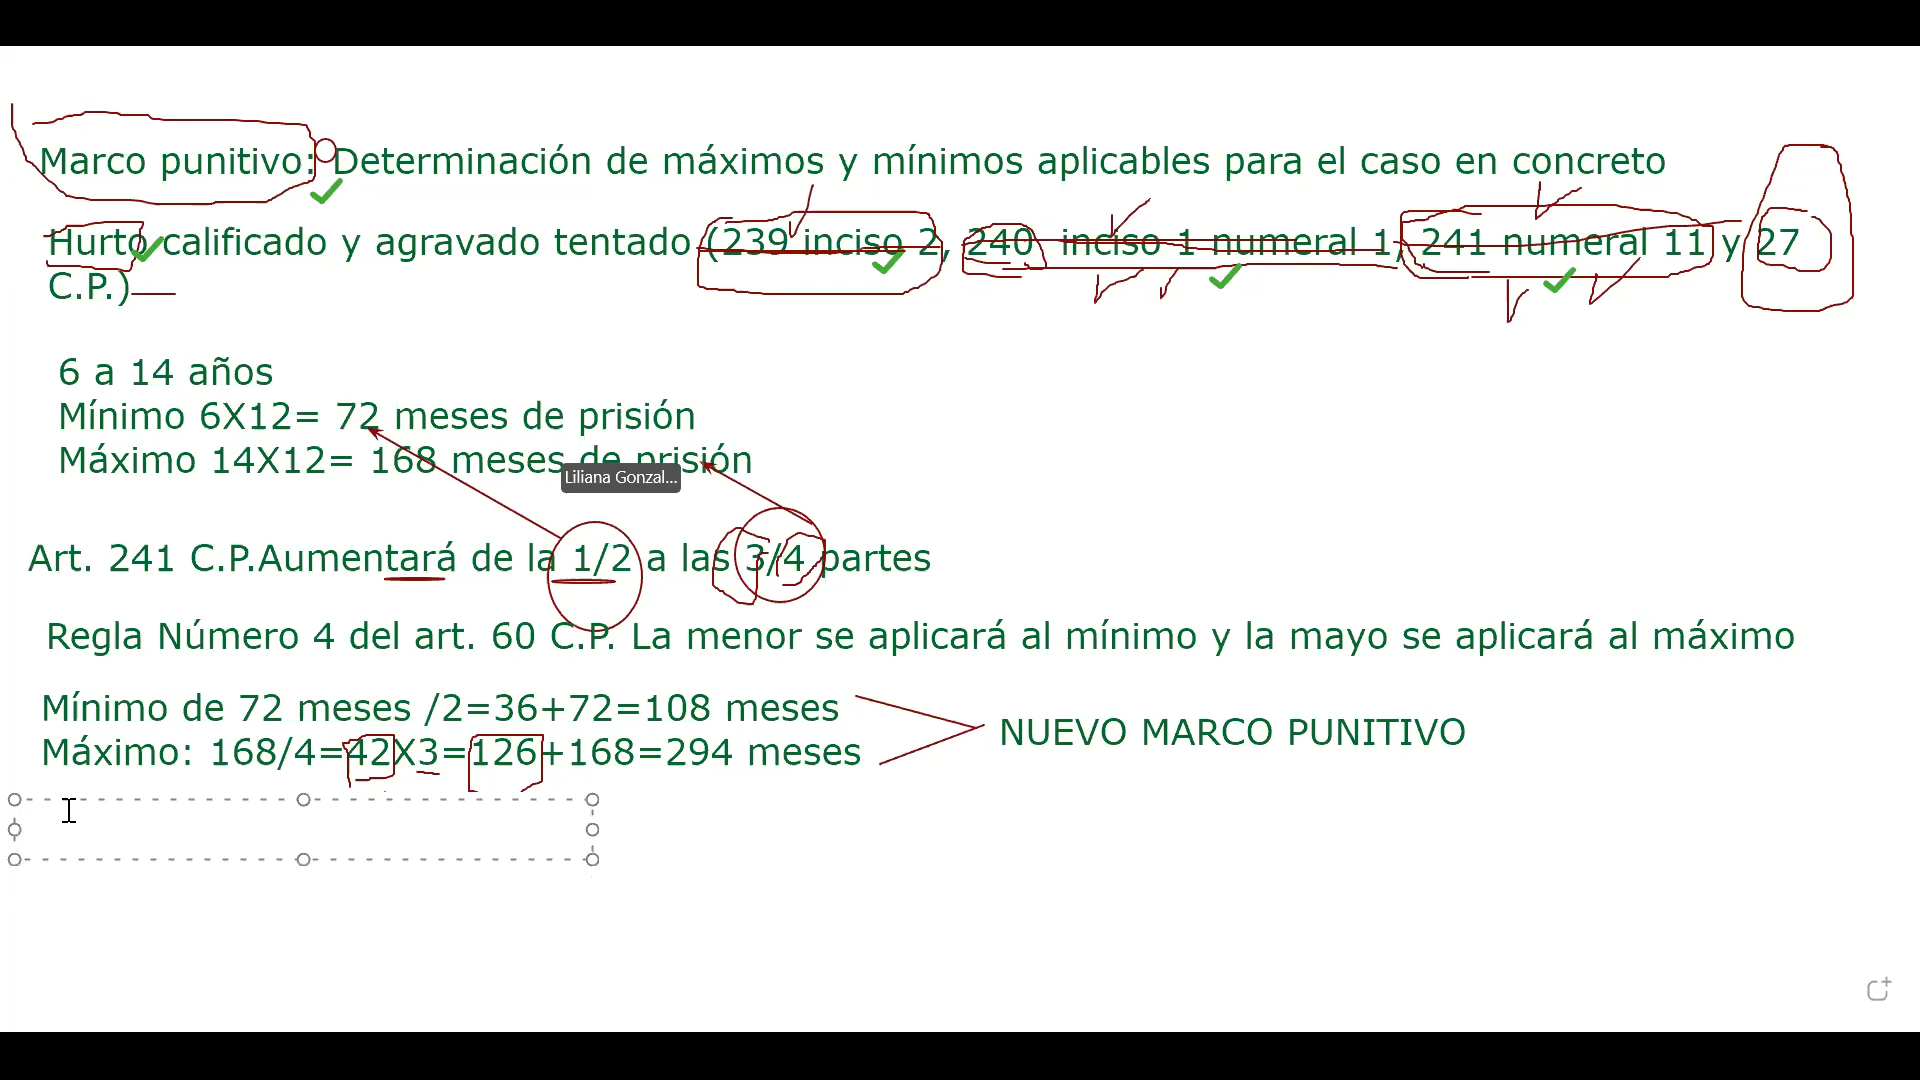 Marco punitivo: Determinación de máximos y mínimos aplicables para el caso en concreto
Hurto calificado y agravado tentado (239 inciso 2, 240 inciso 1 numeral 1, 241 numeral 11 y 27
C.P.)
6 a 14 años
Mínimo 6X12= 72 meses de prisión
Máximo 14X12= 168 meses de prisión
Liliana Gonzal...
Art. 241 C.P.Aumentará de la 1/2 a las 3/4 partes
Regla Número 4 del art. 60 C.P. La menor se aplicará al mínimo y la mayo se aplicará al máximo
Mínimo de 72 meses /2=36+72=108 meses
Máximo: 168/4=42X3=126+168=294 meses
NUEVO MARCO PUNITIVO